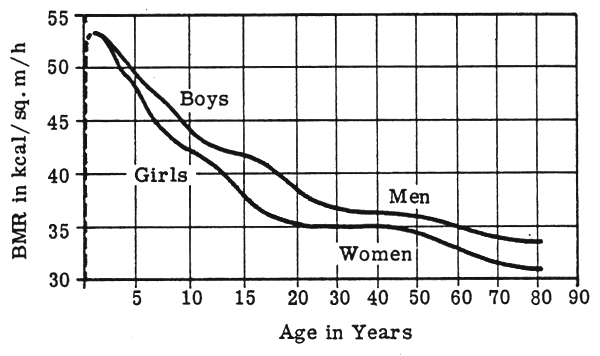 55
50
45
40
35
30
BMR in kcal/sq. m/h
Boys
Girls
Men
Women
5 10 15 20 30 40 50 60 70 80 90
Age in Years